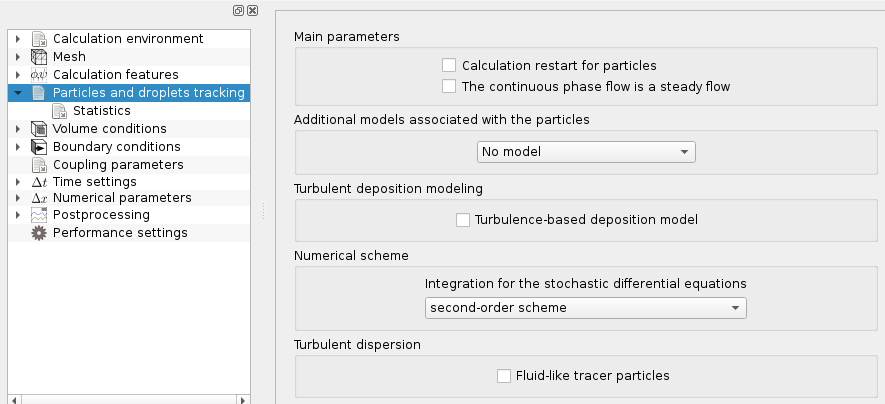 Calculation environment
Mesh
αψ Calculation features
Particles and droplets tracking
Statistics
Volume conditions
Boundary conditions
Coupling parameters
Δt Time settings
Δx Numerical parameters
Postprocessing
Performance settings
Main parameters
Calculation restart for particles
The continuous phase flow is a steady flow
Additional models associated with the particles
No model
Turbulent deposition modeling
Turbulence-based deposition model
Numerical scheme
Integration for the stochastic differential equations
second-order scheme
Turbulent dispersion
Fluid-like tracer particles